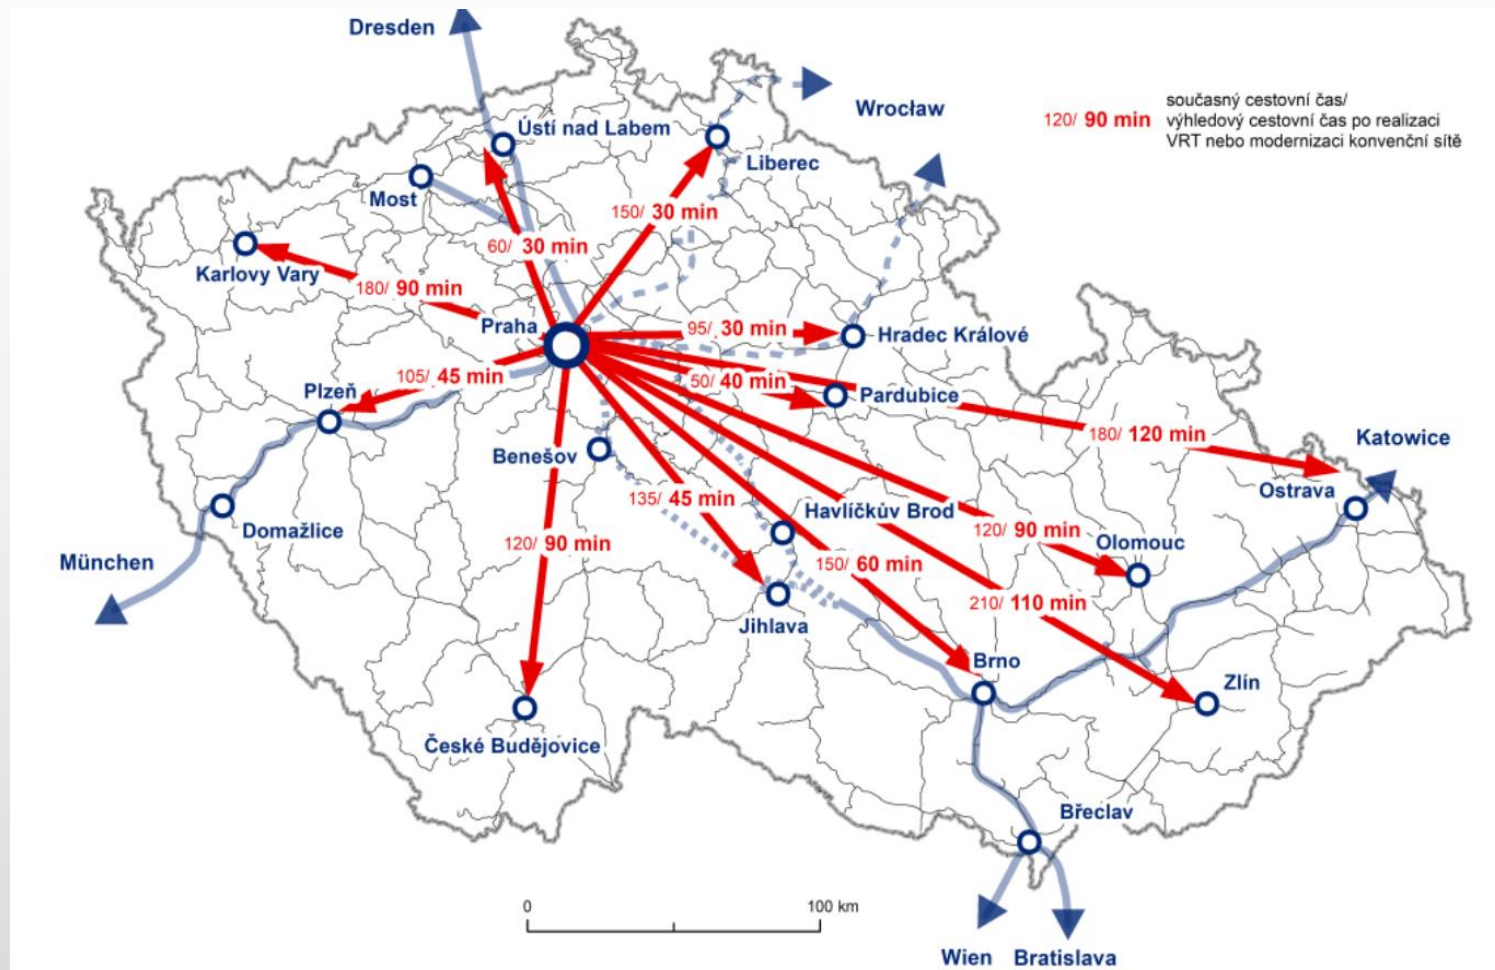 Dresden
Wrocław
120/ 90 min
současný cestovní čas/
výhledový cestovní čas po realizaci
VRT nebo modernizaci konvenční sítě
Ústí nad Labem
Liberec
Most
150/ 30 min
60/ 30 min
Karlovy Vary
180/ 90 min
Praha
95/ 30 min
Hradec Králové
105/ 45 min
50/ 40 min
Plzeň
Pardubice
180/ 120 min
Katowice
Benešov
135/ 45 min
Ostrava
Havlíčkův Brod
Domažlice
120/ 90 min
Olomouc
120/ 90 min
München
150/ 60 min
210/ 110 min
Jihlava
Brno
Zlín
České Budějovice
Břeclav
0
100 km
Wien
Bratislava